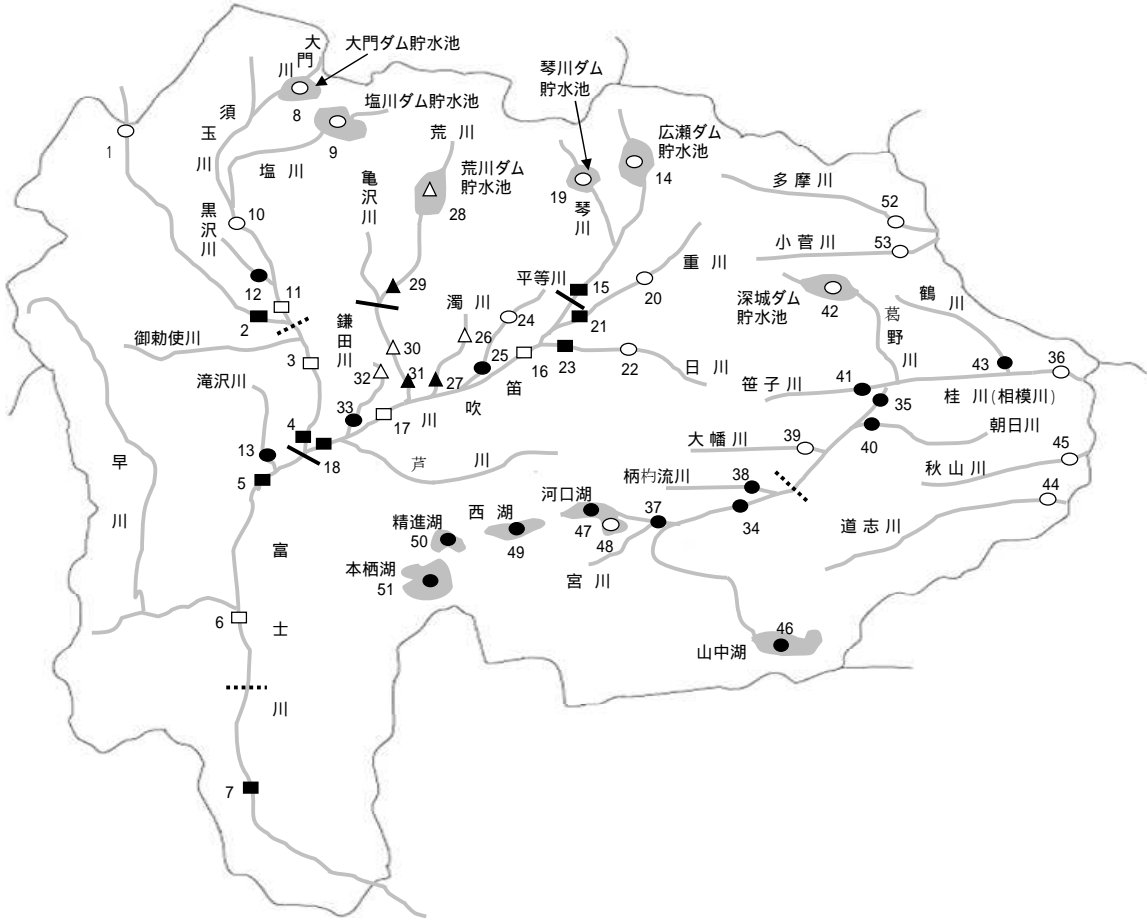 大門川
大門ダム貯水池
8
須玉川
塩川ダム貯水池
9
塩川
1
荒川
荒川ダム
貯水池
28
亀沢川
琴川ダム
貯水池
19
琴川
広瀬ダム
貯水池
14
多摩川
52
小菅川
53
10
黒沢川
12
11
2
御勅使川
3
29
鎌田川
30
32
31
濁川
26
27
24
25
平等川
15
重川
20
21
16
23
22
日川
深城ダム
貯水池
42
葛野川
鶴川
43
36
桂川(相模川)
笹子川
41
35
40
朝日川
大幡川
39
秋山川
45
44
道志川
柄杓流川
38
34
37
滝沢川
13
4
5
18
33
17
笛吹川
芦川
早川
河口湖
47
48
西湖
49
精進湖
50
本栖湖
51
宮川
46
山中湖
富士川
6
7